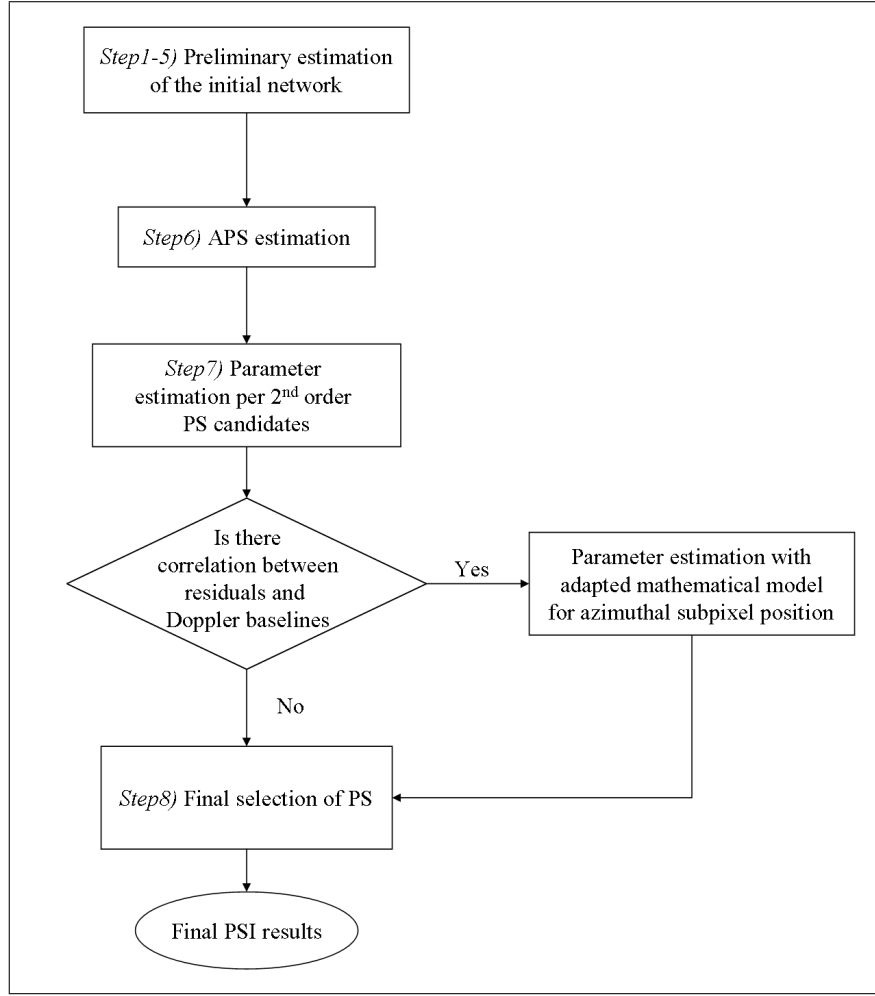 Step1-5) Preliminary estimation
of the initial network
Step6) APS estimation
Step7) Parameter
estimation per 2nd order
PS candidates
Is there
correlation between
residuals and
Doppler baselines
Yes
Parameter estimation with
adapted mathematical model
for azimuthal subpixel position
No
Step8) Final selection of PS
Final PSI results